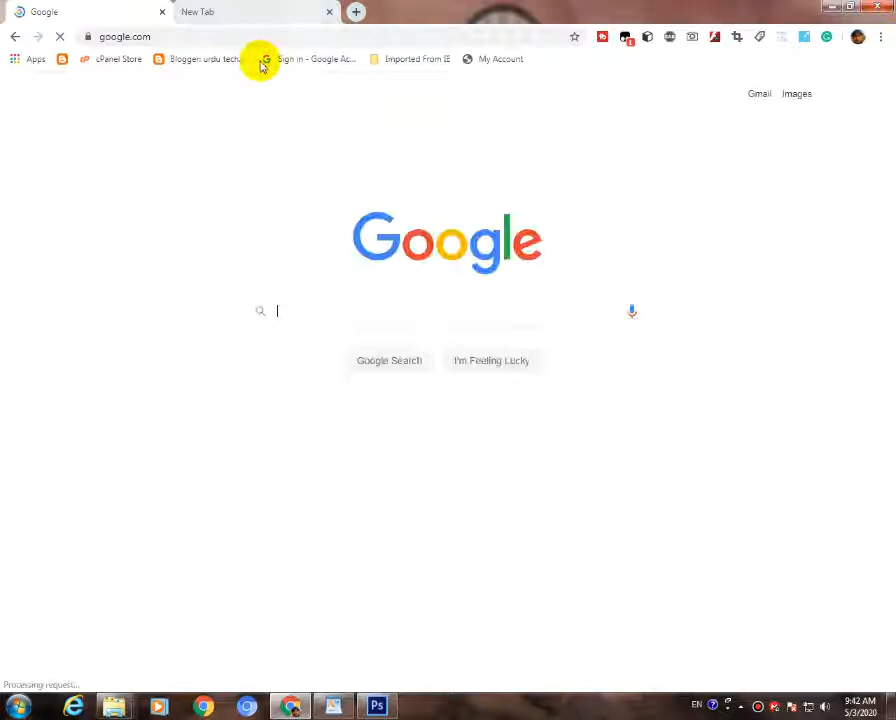 Google New Tab
google.com
Apps cPanel Store Blogger: urdu tech... Sign in - Google Ac... Imported From IE My Account
Gmail Images
Google
Google Search I'm Feeling Lucky
Processing request...
EN 9:42 AM
5/3/2020
Ps